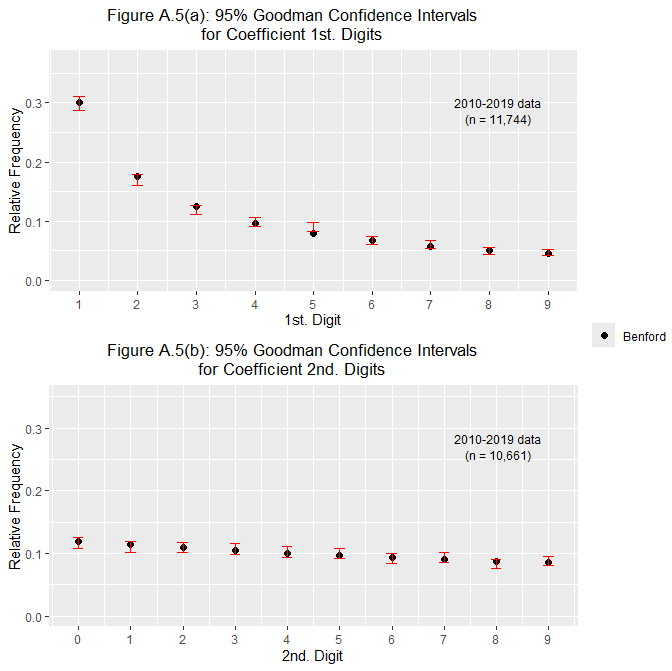 Figure A.5(a): 95% Goodman Confidence Intervals
for Coefficient 1st. Digits
Relative Frequency
0.3
0.2
0.1
0.0
2010-2019 data
(n = 11,744)
1 2 3 4 5 6 7 8 9
1st. Digit
Benford
Figure A.5(b): 95% Goodman Confidence Intervals
for Coefficient 2nd. Digits
Relative Frequency
0.3
0.2
0.1
0.0
2010-2019 data
(n = 10,661)
0 1 2 3 4 5 6 7 8 9
2nd. Digit